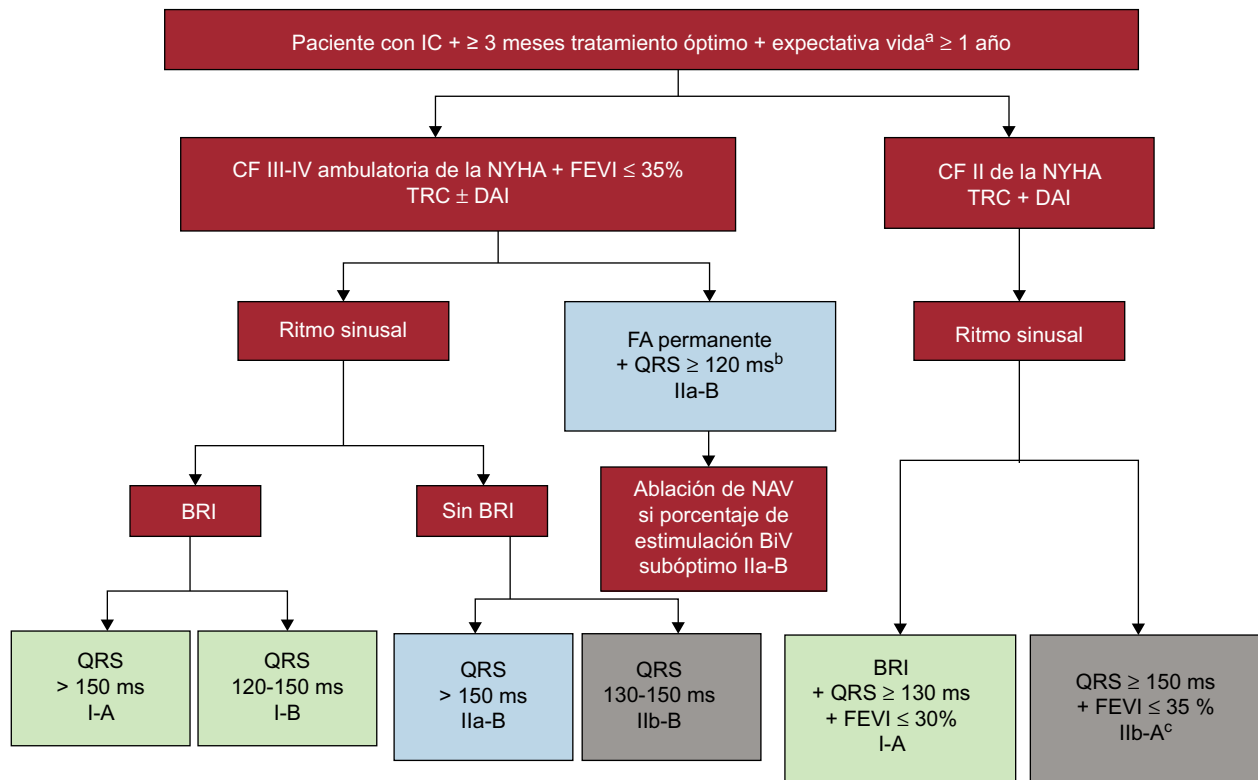 Paciente con IC + ≥ 3 meses tratamiento óptimo + expectativa vidaᵃ ≥ 1 año
CF III-IV ambulatoria de la NYHA + FEVI ≤ 35%
TRC ± DAI
CF II de la NYHA
TRC + DAI
Ritmo sinusal
FA permanente
+ QRS ≥ 120 msᵇ
IIa-B
Ritmo sinusal
BRI
Sin BRI
Ablación de NAV
si porcentaje de
estimulación BiV
subóptimo IIa-B
QRS
> 150 ms
I-A
QRS
120-150 ms
I-B
QRS
> 150 ms
IIa-B
QRS
130-150 ms
IIb-B
BRI
+ QRS ≥ 130 ms
+ FEVI ≤ 30%
I-A
QRS ≥ 150 ms
+ FEVI ≤ 35 %
IIb-Aᶜ